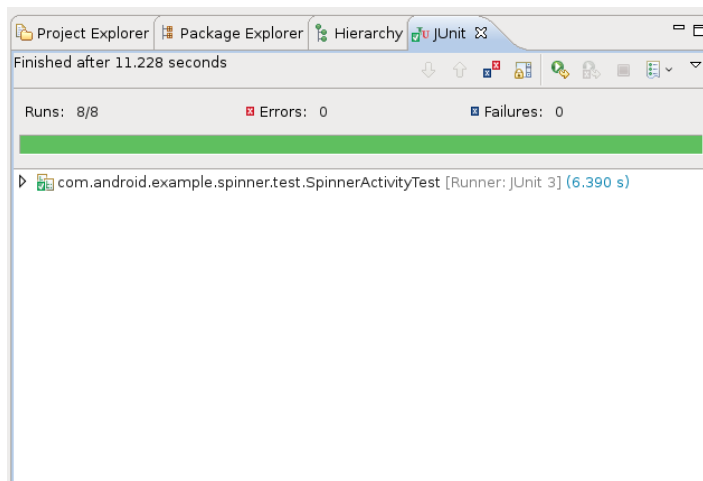 Project Explorer Package Explorer Hierarchy Ju JUnit
Finished after 11.228 seconds
Runs: 8/8 Errors: 0 Failures: 0
com.android.example.spinner.test.SpinnerActivityTest [Runner: JUnit 3] (6.390 s)